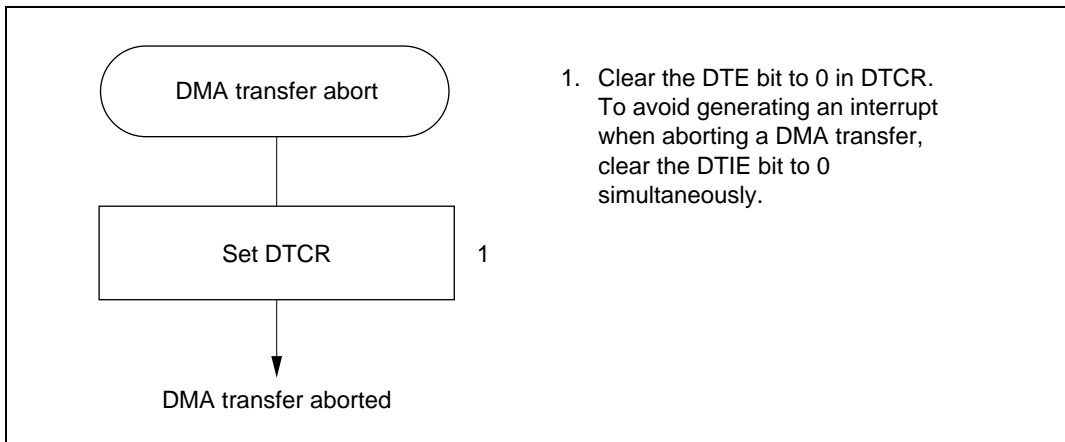 DMA transfer abort
Set DTCR
1
DMA transfer aborted
1. Clear the DTE bit to 0 in DTCR.
To avoid generating an interrupt
when aborting a DMA transfer,
clear the DTIE bit to 0
simultaneously.